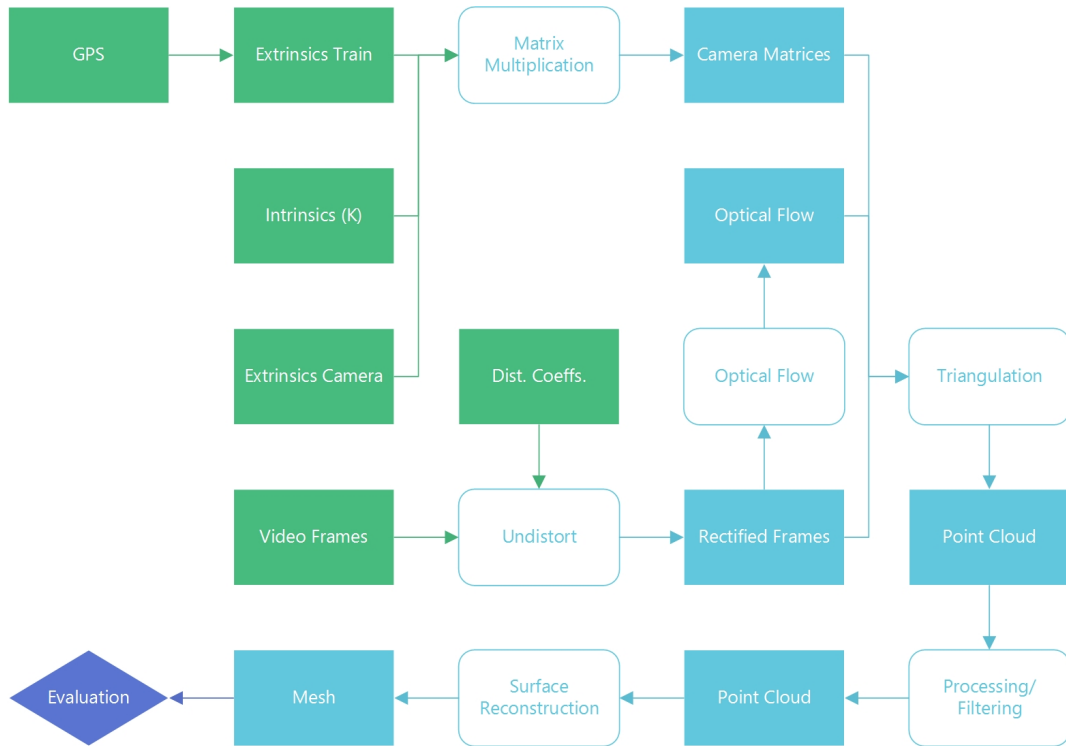 GPS
Extrinsics Train
Matrix
Multiplication
Camera Matrices
Intrinsics (K)
Optical Flow
Extrinsics Camera
Dist. Coeffs.
Optical Flow
Triangulation
Video Frames
Undistort
Rectified Frames
Point Cloud
Evaluation
Mesh
Surface
Reconstruction
Point Cloud
Processing/
Filtering